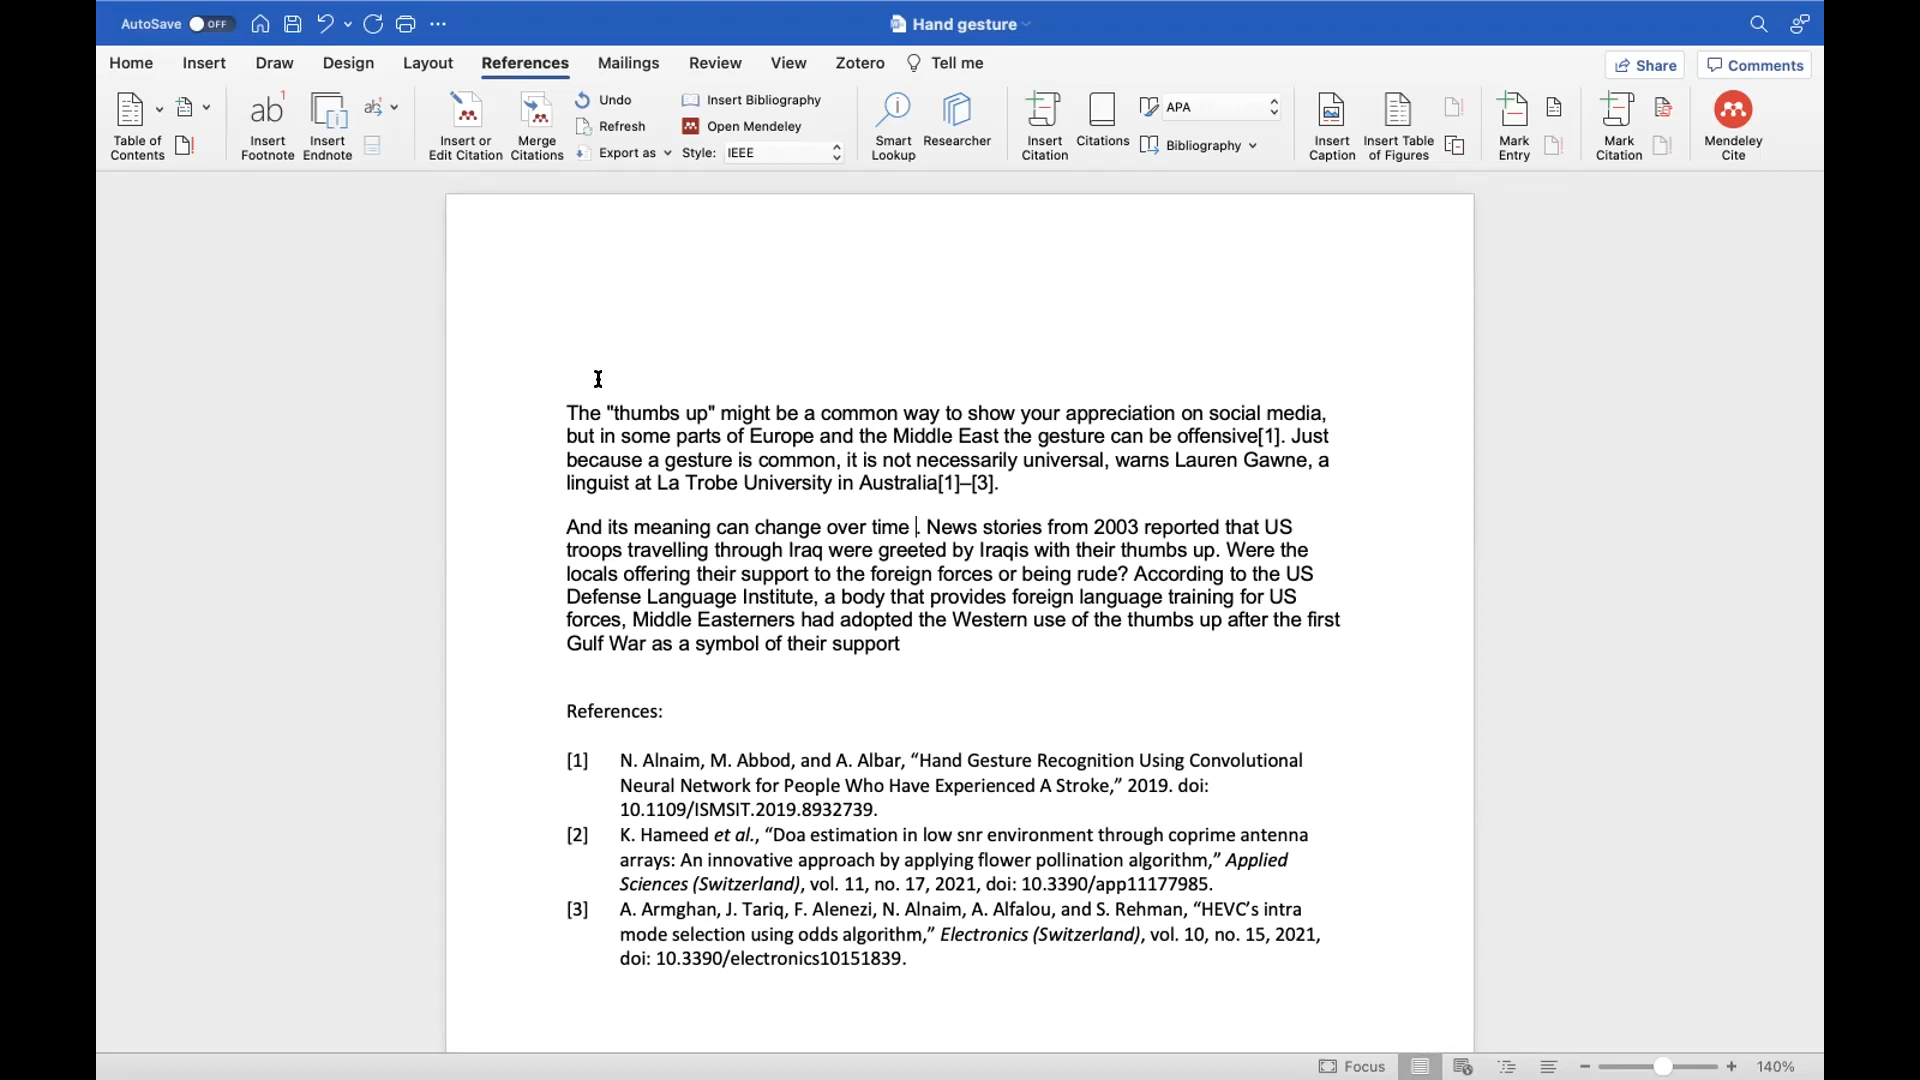 AutoSave OFF
Hand gesture
Home Insert Draw Design Layout References Mailings Review View Zotero Tell me
Share Comments
Table of Contents
Insert Footnote
Insert Endnote
Insert or Edit Citation
Merge Citations
Undo
Refresh
Export as
Insert Bibliography
Open Mendeley
Style: IEEE
Smart Lookup
Researcher
Insert Citation
Citations
APA
Bibliography
Insert Caption
Insert Table of Figures
Mark Entry
Mark Citation
Mendeley Cite
The "thumbs up" might be a common way to show your appreciation on social media,
but in some parts of Europe and the Middle East the gesture can be offensive[1]. Just
because a gesture is common, it is not necessarily universal, warns Lauren Gawne, a
linguist at La Trobe University in Australia[1]–[3].
And its meaning can change over time . News stories from 2003 reported that US
troops travelling through Iraq were greeted by Iraqis with their thumbs up. Were the
locals offering their support to the foreign forces or being rude? According to the US
Defense Language Institute, a body that provides foreign language training for US
forces, Middle Easterners had adopted the Western use of the thumbs up after the first
Gulf War as a symbol of their support
References:
[1] N. Alnaim, M. Abbod, and A. Albar, “Hand Gesture Recognition Using Convolutional
Neural Network for People Who Have Experienced A Stroke,” 2019. doi:
10.1109/ISMSIT.2019.8932739.
[2] K. Hameed et al., “Doa estimation in low snr environment through coprime antenna
arrays: An innovative approach by applying flower pollination algorithm,” Applied
Sciences (Switzerland), vol. 11, no. 17, 2021, doi: 10.3390/app11177985.
[3] A. Armghan, J. Tariq, F. Alenezi, N. Alnaim, A. Alfalou, and S. Rehman, “HEVC’s intra
mode selection using odds algorithm,” Electronics (Switzerland), vol. 10, no. 15, 2021,
doi: 10.3390/electronics10151839.
Focus 140%